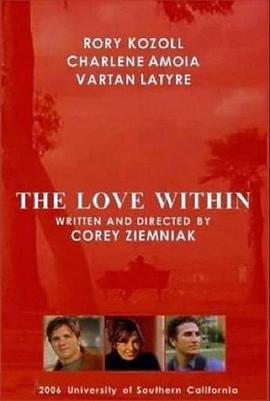 RORY KOZOLL
CHARLENE AMOIA
VARTAN LATYRE
THE LOVE WITHIN
WRITTEN AND DIRECTED BY
COREY ZIEMNIAK
2006 University of Southern California